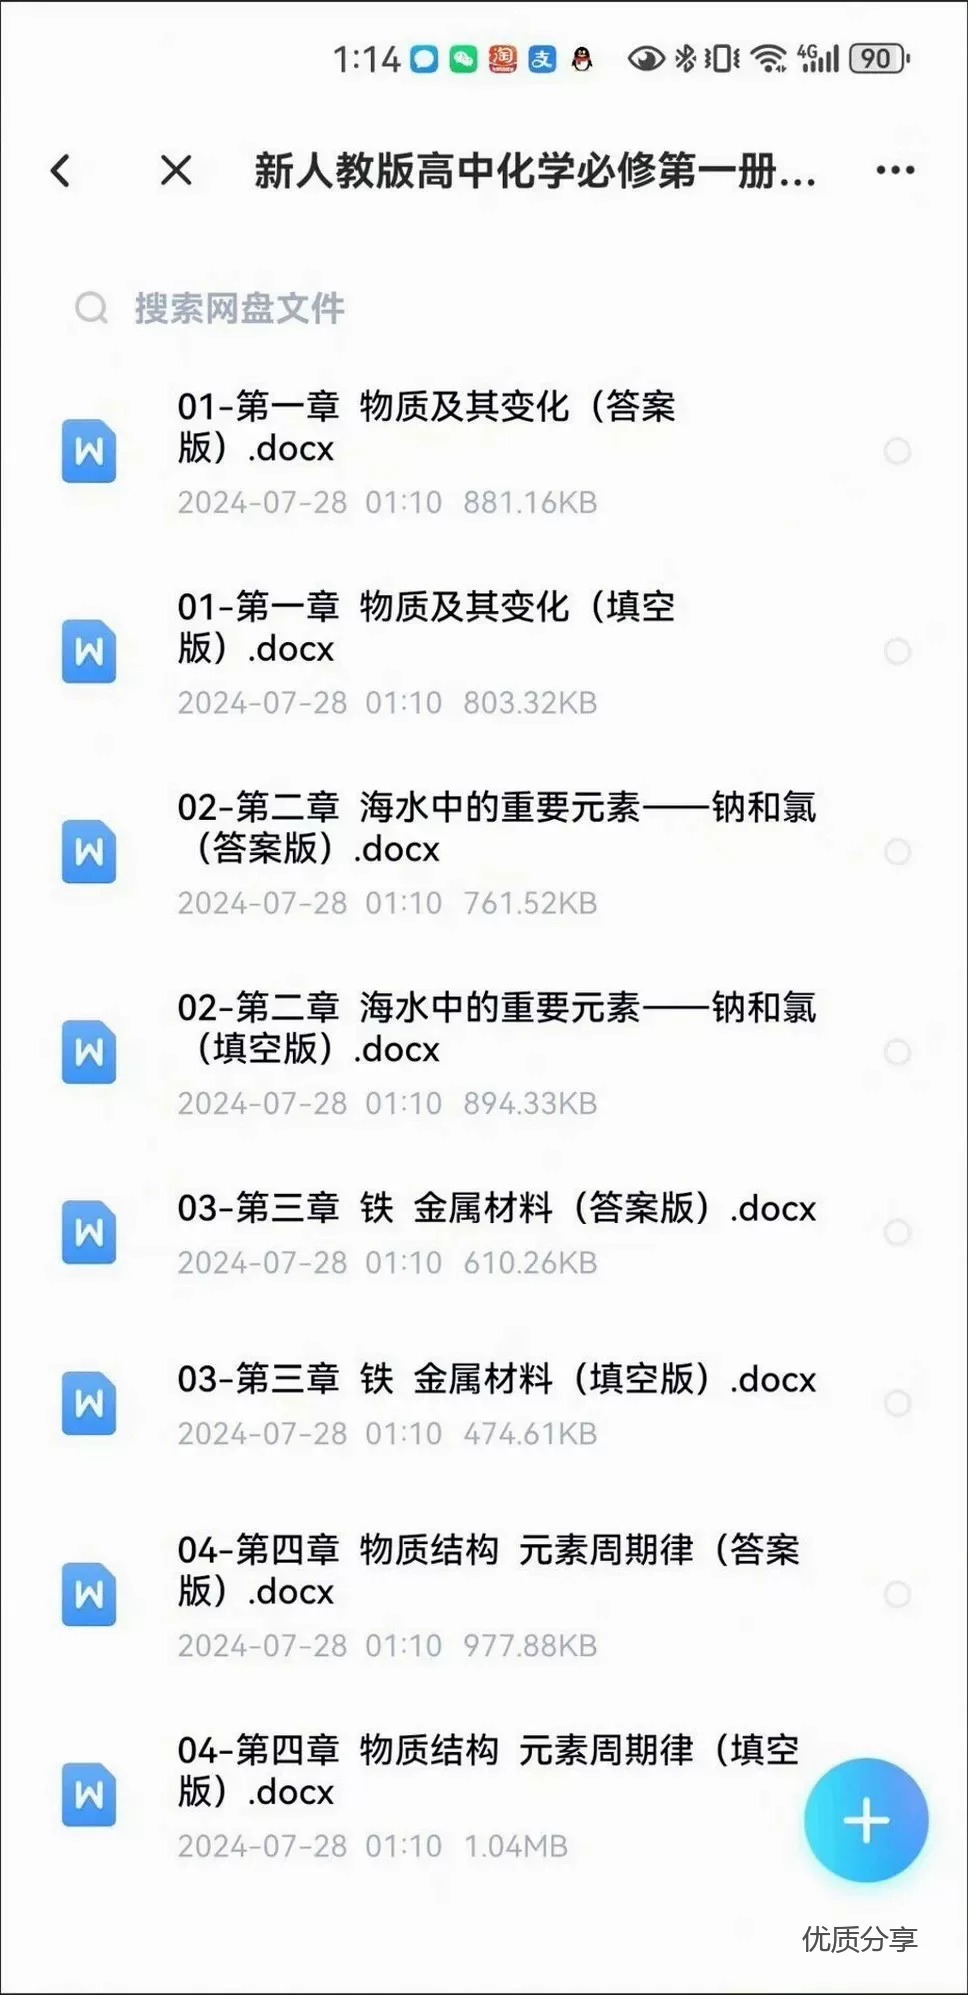 1:14 淘 支 4G 90
新人教版高中化学必修第一册...
搜索网盘文件
01-第一章 物质及其变化（答案
版）.docx
2024-07-28 01:10 881.16KB
01-第一章 物质及其变化（填空
版）.docx
2024-07-28 01:10 803.32KB
02-第二章 海水中的重要元素——钠和氯
（答案版）.docx
2024-07-28 01:10 761.52KB
02-第二章 海水中的重要元素——钠和氯
（填空版）.docx
2024-07-28 01:10 894.33KB
03-第三章 铁 金属材料（答案版）.docx
2024-07-28 01:10 610.26KB
03-第三章 铁 金属材料（填空版）.docx
2024-07-28 01:10 474.61KB
04-第四章 物质结构 元素周期律（答案
版）.docx
2024-07-28 01:10 977.88KB
04-第四章 物质结构 元素周期律（填空
版）.docx
2024-07-28 01:10 1.04MB
优质分享